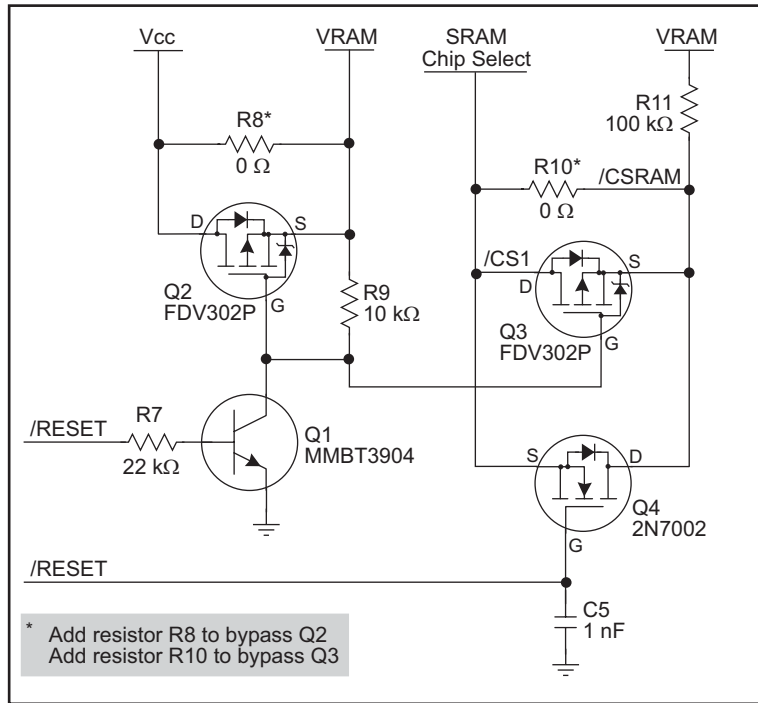 Vcc
VRAM
SRAM
Chip Select
VRAM
R8*
0 Ω
R11
100 kΩ
R10*
0 Ω
/CSRAM
D
S
Q2
FDV302P
G
R9
10 kΩ
/CS1
D
S
Q3
FDV302P
G
/RESET
R7
22 kΩ
Q1
MMBT3904
S
D
Q4
2N7002
G
/RESET
C5
1 nF
* Add resistor R8 to bypass Q2
Add resistor R10 to bypass Q3